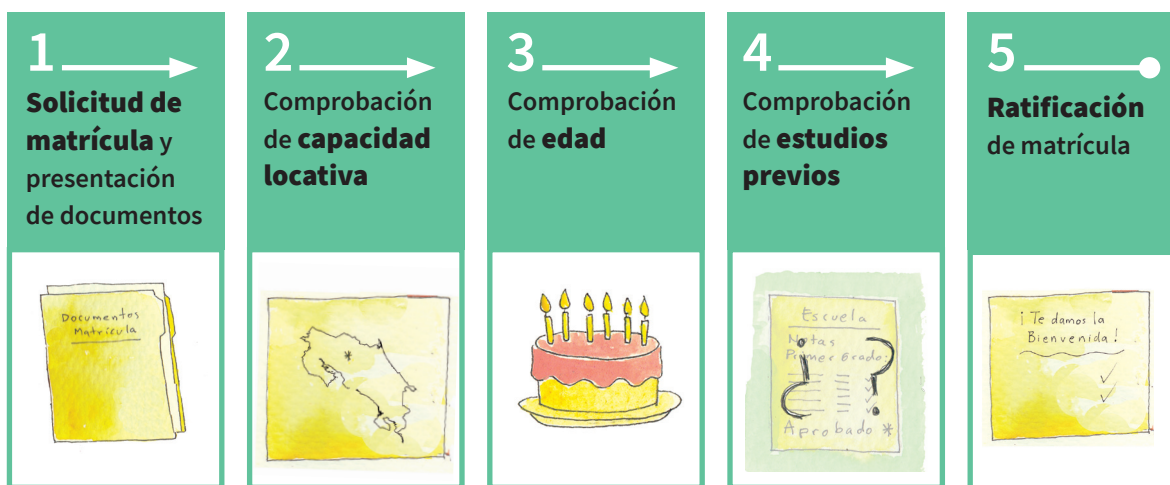 1
Solicitud de
matrícula y
presentación
de documentos
2
Comprobación
de capacidad
locativa
3
Comprobación
de edad
4
Comprobación
de estudios
previos
5
Ratificación
de matrícula
Documentos
Matrícula
Escuela
Notas
Primer Grado:
¿ ?
Aprobado *
¡Te damos la
Bienvenida!